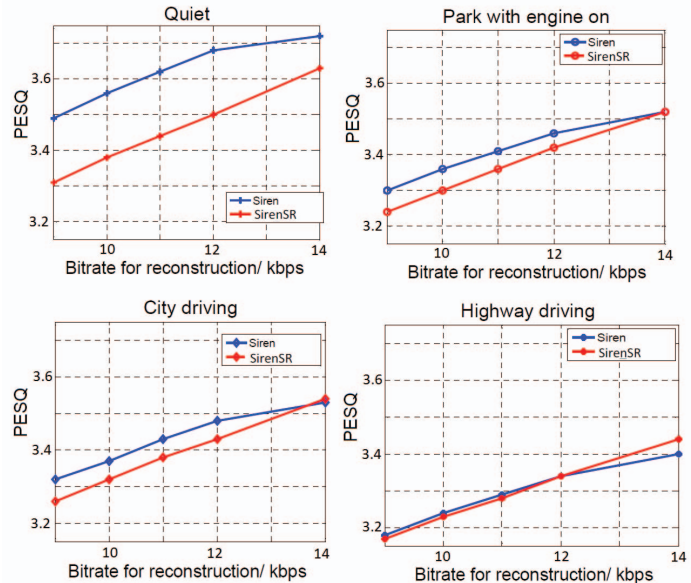 Quiet
PESQ
3.6
3.4
3.2
Siren
SirenSR
10
12
14
Bitrate for reconstruction/ kbps
Park with engine on
PESQ
3.6
3.4
3.2
Siren
SirenSR
10
12
14
Bitrate for reconstruction/ kbps
City driving
PESQ
3.6
3.4
3.2
Siren
SirenSR
10
12
14
Bitrate for reconstruction/ kbps
Highway driving
PESQ
3.6
3.4
3.2
Siren
SirenSR
10
12
14
Bitrate for reconstruction/ kbps